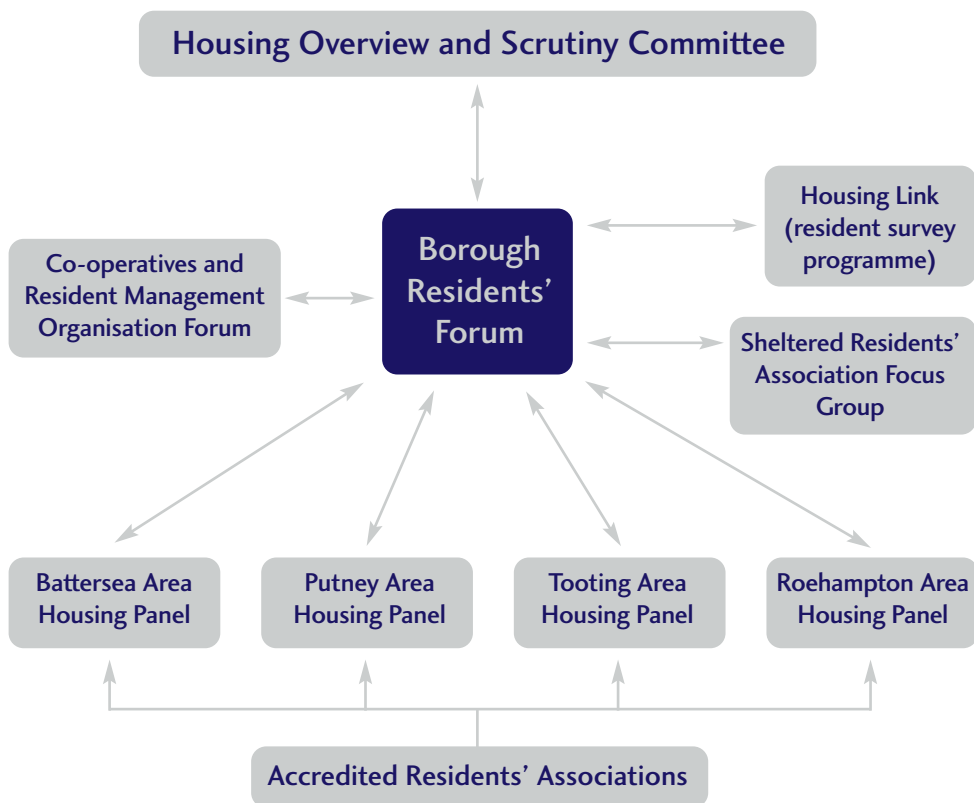 Housing Overview and Scrutiny Committee
Housing Link
(resident survey
programme)
Borough
Residents’
Forum
Co-operatives and
Resident Management
Organisation Forum
Sheltered Residents’
Association Focus
Group
Battersea Area
Housing Panel
Putney Area
Housing Panel
Tooting Area
Housing Panel
Roehampton Area
Housing Panel
Accredited Residents’ Associations